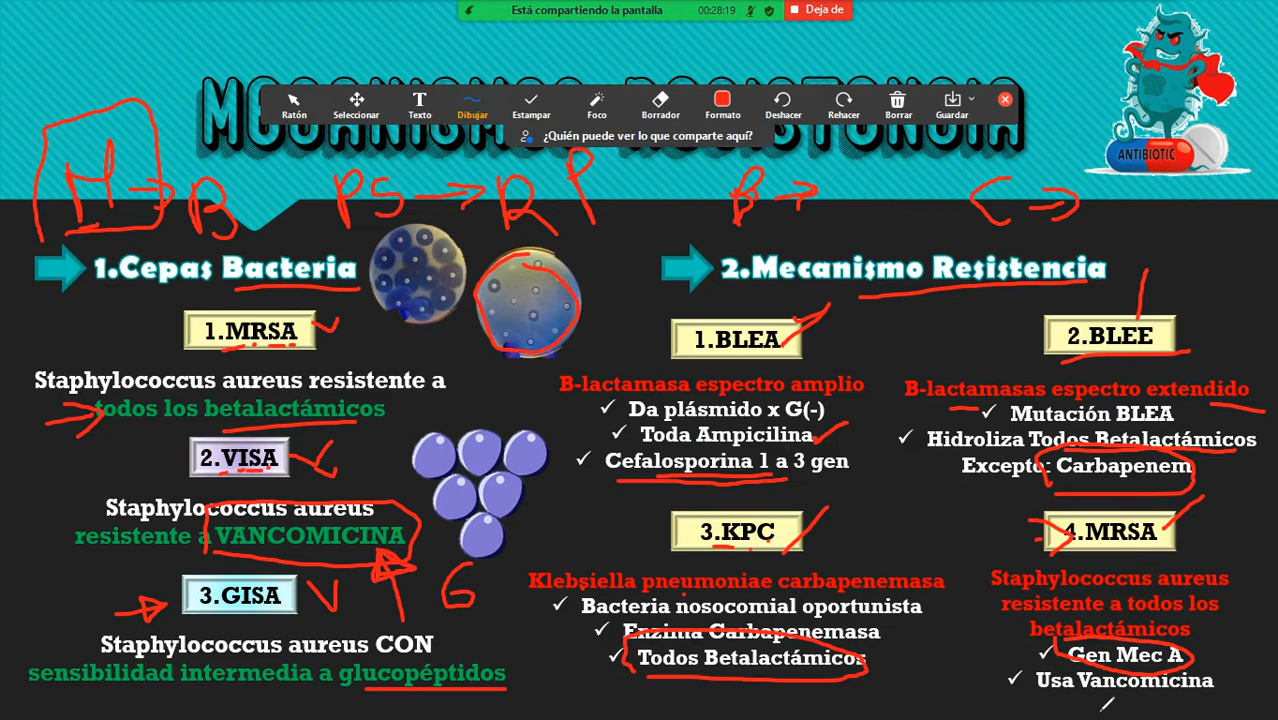 Está compartiendo la pantalla
00:28:19
Deja de
Ratón
Seleccionar
Texto
Dibujar
Estampar
Foco
Borrador
Formato
Deshacer
Rehacer
Borrar
Guardar
¿Quién puede ver lo que comparte aquí?
ANTIBIOTIC
H → B
PS → R
P
B →
C →
1.Cepas Bacteria
1.MRSA
Staphylococcus aureus resistente a
todos los betalactámicos
2.VISA
Staphylococcus aureus
resistente a VANCOMICINA
3.GISA
G
Staphylococcus aureus CON
sensibilidad intermedia a glucopéptidos
2.Mecanismo Resistencia
1.BLEA
B-lactamasa espectro amplio
✓ Da plásmido x G(-)
✓ Toda Ampicilina
✓ Cefalosporina 1 a 3 gen
2.BLEE
B-lactamasas espectro extendido
✓ Mutación BLEA
✓ Hidroliza Todos Betalactámicos
Excepto: Carbapenem
3.KPC
Klebsiella pneumoniae carbapenemasa
✓ Bacteria nosocomial oportunista
✓ Enzima Carbapenemasa
✓ Todos Betalactámicos
4.MRSA
Staphylococcus aureus
resistente a todos los
betalactámicos
✓ Gen Mec A
✓ Usa Vancomicina